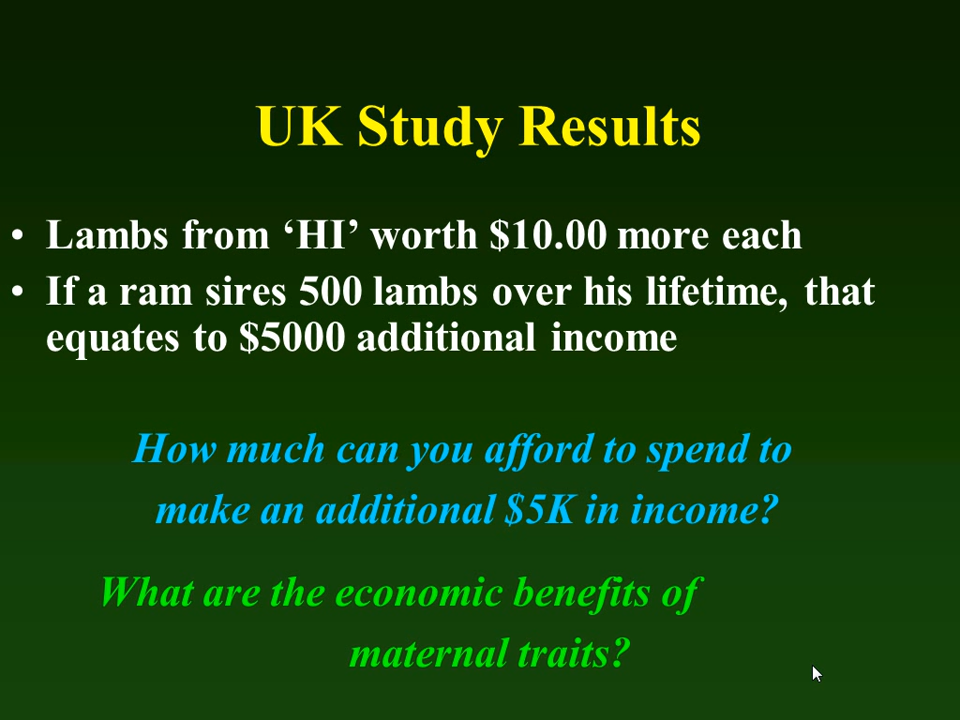 UK Study Results
• Lambs from ‘HI’ worth $10.00 more each
• If a ram sires 500 lambs over his lifetime, that
equates to $5000 additional income
How much can you afford to spend to
make an additional $5K in income?
What are the economic benefits of
maternal traits?